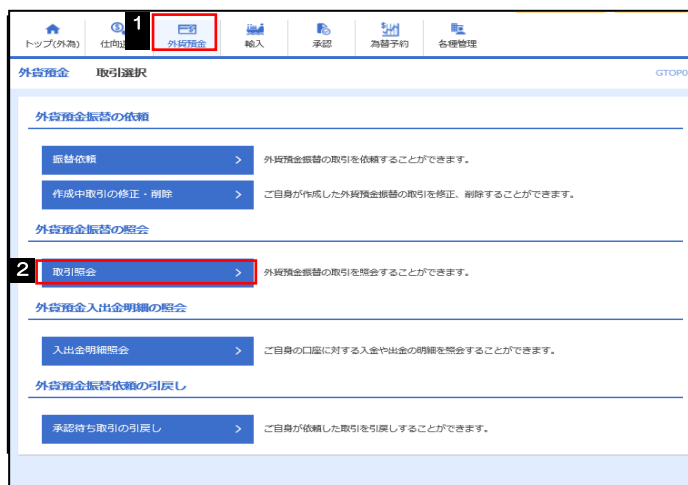 1
トップ(外為) 仕向送 外貨預金 輸入 承認 為替予約 各種管理
外貨預金 取引選択 GTOP0
外貨預金振替の依頼
振替依頼 > 外貨預金振替の取引を依頼することができます。
作成中取引の修正・削除 > ご自身が作成した外貨預金振替の取引を修正、削除することができます。
外貨預金振替の照会
2 取引照会 > 外貨預金振替の取引を照会することができます。
外貨預金入出金明細の照会
入出金明細照会 > ご自身の口座に対する入金や出金の明細を照会することができます。
外貨預金振替依頼の引戻し
承認待ち取引の引戻し > ご自身が依頼した取引を引戻しすることができます。